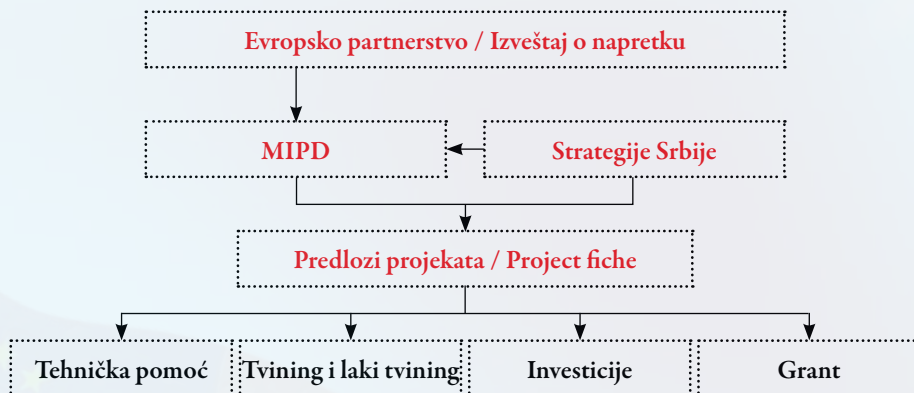 Evropsko partnerstvo / Izveštaj o napretku
MIPD
Strategije Srbije
Predlozi projekata / Project fiche
Tehnička pomoć
Tvining i laki tvining
Investicije
Grant